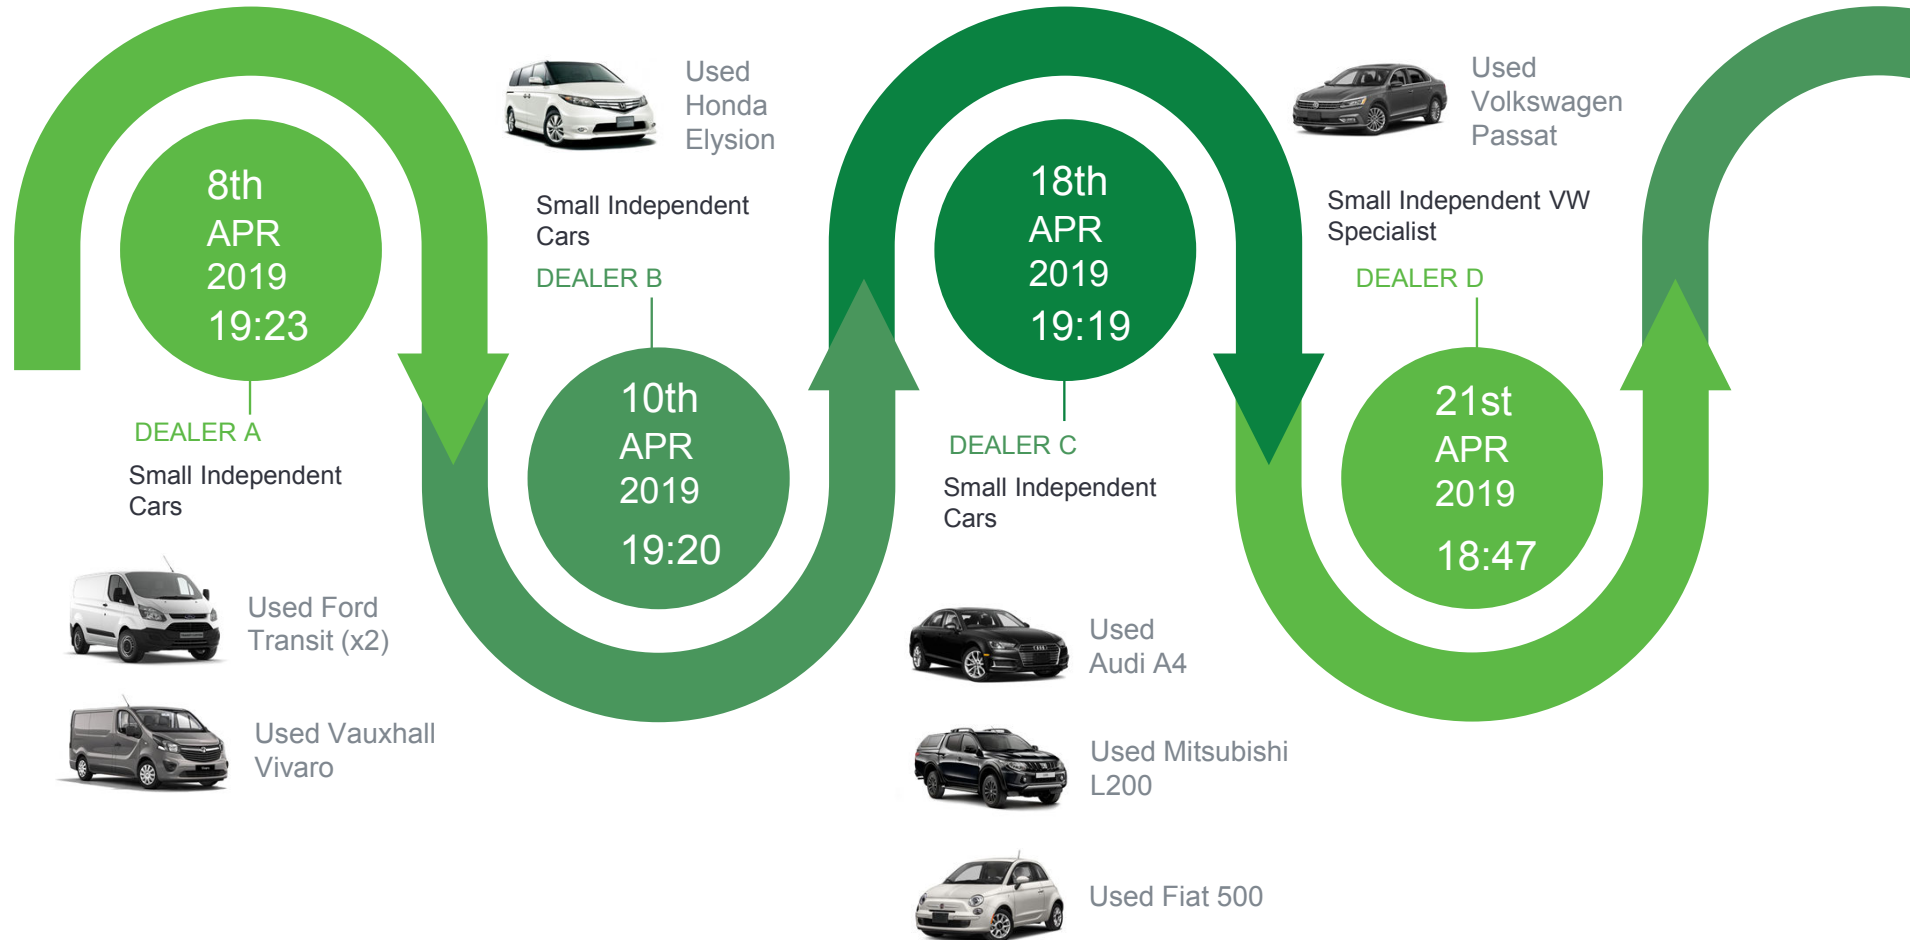 8th
APR
2019
19:23
DEALER A
Small Independent
Cars
Used Ford
Transit (x2)
Used Vauxhall
Vivaro
Used
Honda
Elysion
Small Independent
Cars
DEALER B
10th
APR
2019
19:20
18th
APR
2019
19:19
DEALER C
Small Independent
Cars
Used
Audi A4
Used Mitsubishi
L200
Used Fiat 500
Used
Volkswagen
Passat
Small Independent VW
Specialist
DEALER D
21st
APR
2019
18:47